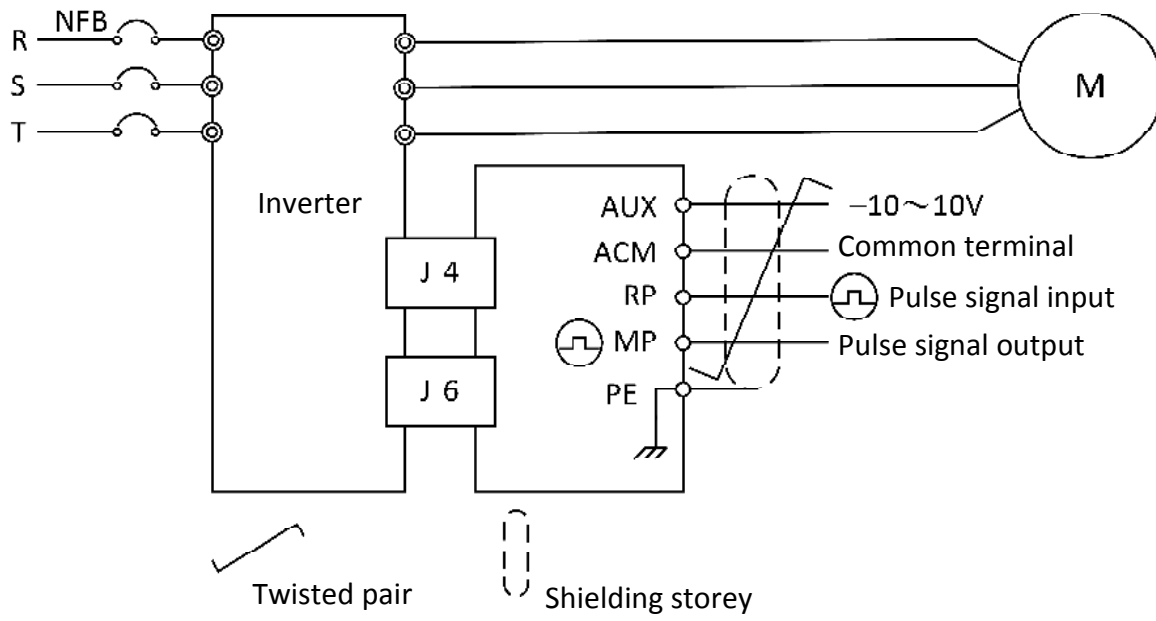 NFB
R
S
T
M
Inverter
AUX
−10～10V
ACM
Common terminal
J 4
RP
Pulse signal input
MP
Pulse signal output
J 6
PE
Twisted pair
Shielding storey